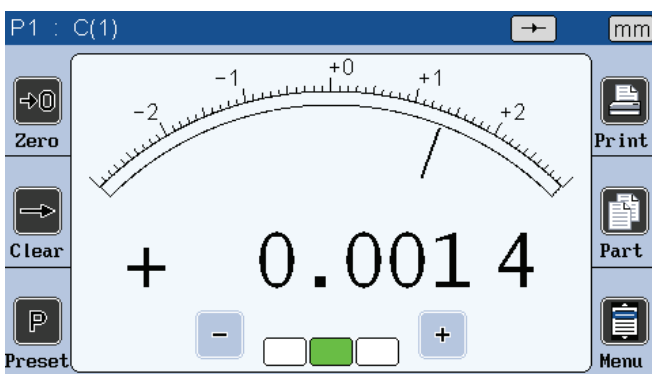 P1 : C(1)
mm
-2 -1 +0 +1 +2
Zero
Print
Clear
Part
+ 0.0014
P
- +
Preset
Menu